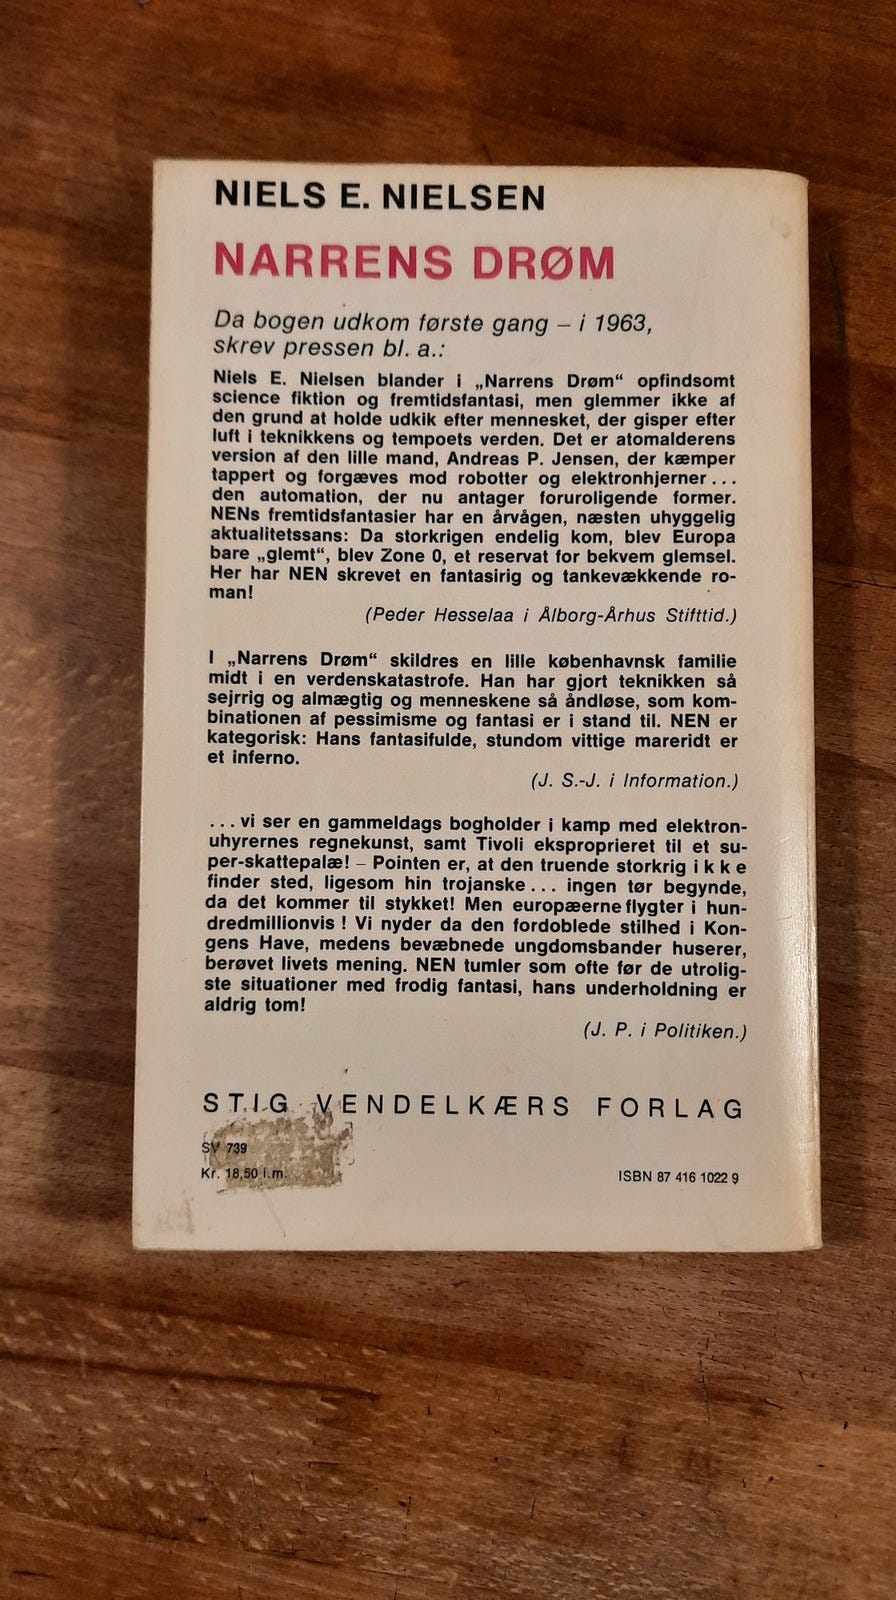 NIELS E. NIELSEN
NARRENS DRØM
Da bogen udkom første gang – i 1963,
skrev pressen bl. a.:
Niels E. Nielsen blander i „Narrens Drøm“ opfindsomt
science fiktion og fremtidsfantasi, men glemmer ikke af
den grund at holde udkik efter mennesket, der gisper efter
luft i teknikkens og tempoets verden. Det er atomalderens
version af den lille mand, Andreas P. Jensen, der kæmper
tappert og forgæves mod robotter og elektronhjerner...
den automation, der nu antager foruroligende former.
NENs fremtidsfantasier har en årvågen, næsten uhyggelig
aktualitetssans: Da storkrigen endelig kom, blev Europa
bare „glemt“, blev Zone 0, et reservat for bekvem glemsel.
Her har NEN skrevet en fantasirig og tankevækkende ro-
man!
(Peder Hesselaa i Ålborg-Århus Stifttid.)
I „Narrens Drøm“ skildres en lille københavnsk familie
midt i en verdenskatastrofe. Han har gjort teknikken så
sejrrig og almægtig og menneskene så åndløse, som kom-
binationen af pessimisme og fantasi er i stand til. NEN er
kategorisk: Hans fantasifulde, stundom vittige mareridt er
et inferno.
(J. S.-J. i Information.)
...vi ser en gammeldags bogholder i kamp med elektron-
uhyrernes regnekunst, samt Tivoli eksproprieret til et su-
per-skattepalæ! – Pointen er, at den truende storkrig i k k e
finder sted, ligesom hin trojanske... ingen tør begynde,
da det kommer til stykket! Men europæerne flygter i hun-
dredmillionvis! Vi nyder da den fordoblede stilhed i Kon-
gens Have, medens bevæbnede ungdomsbander huserer,
berøvet livets mening. NEN tumler som ofte før de utrolig-
ste situationer med frodig fantasi, hans underholdning er
aldrig tom!
(J. P. i Politiken.)
STIG VENDELKÆRS FORLAG
SV 739
Kr. 18,50 i.m.
ISBN 87 416 1022 9